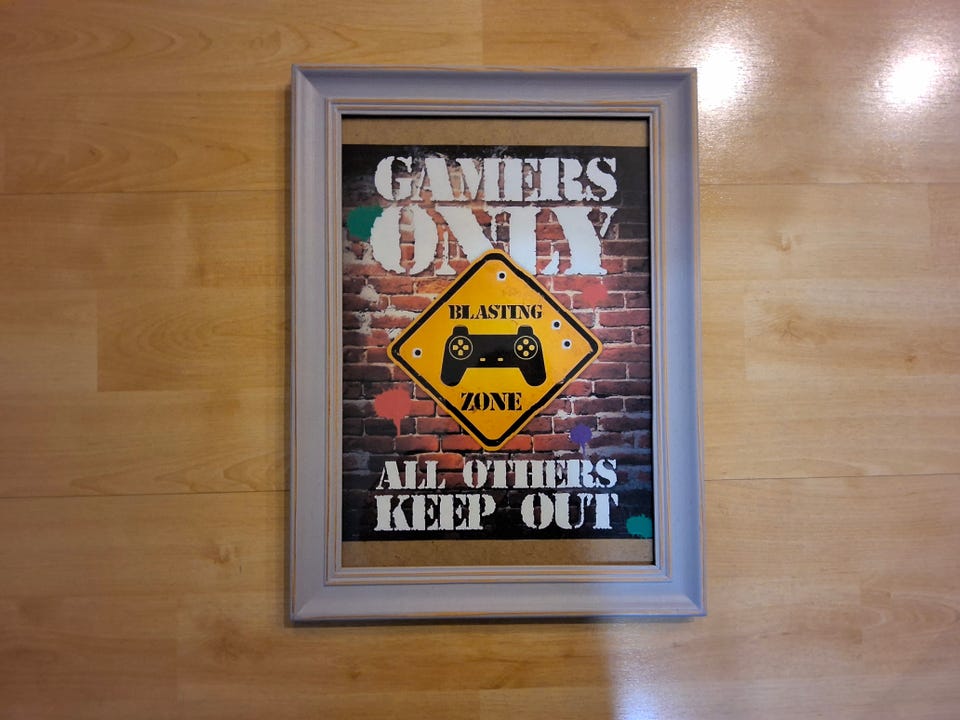 GAMERS
ONLY
BLASTING
ZONE
ALL OTHERS
KEEP OUT